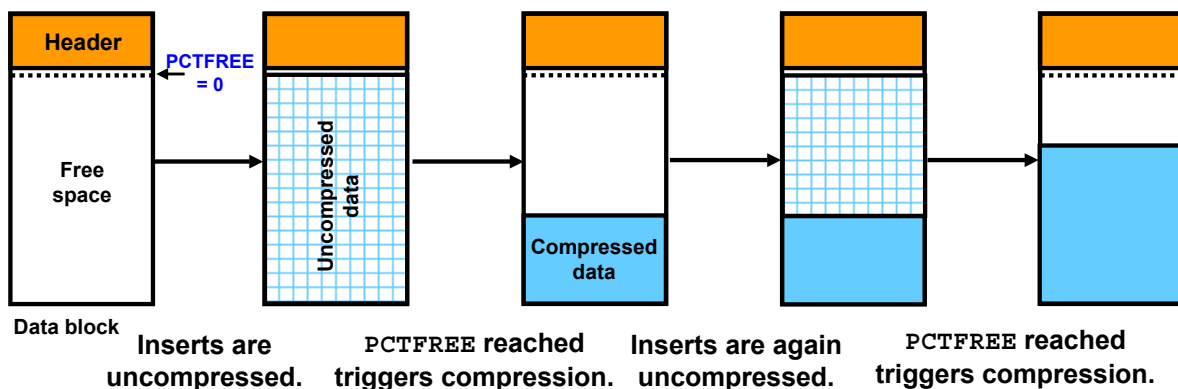 Header
PCTFREE
= 0
Free
space
Uncompressed
data
Compressed
data
Data block
Inserts are
uncompressed.
PCTFREE reached
triggers compression.
Inserts are again
uncompressed.
PCTFREE reached
triggers compression.